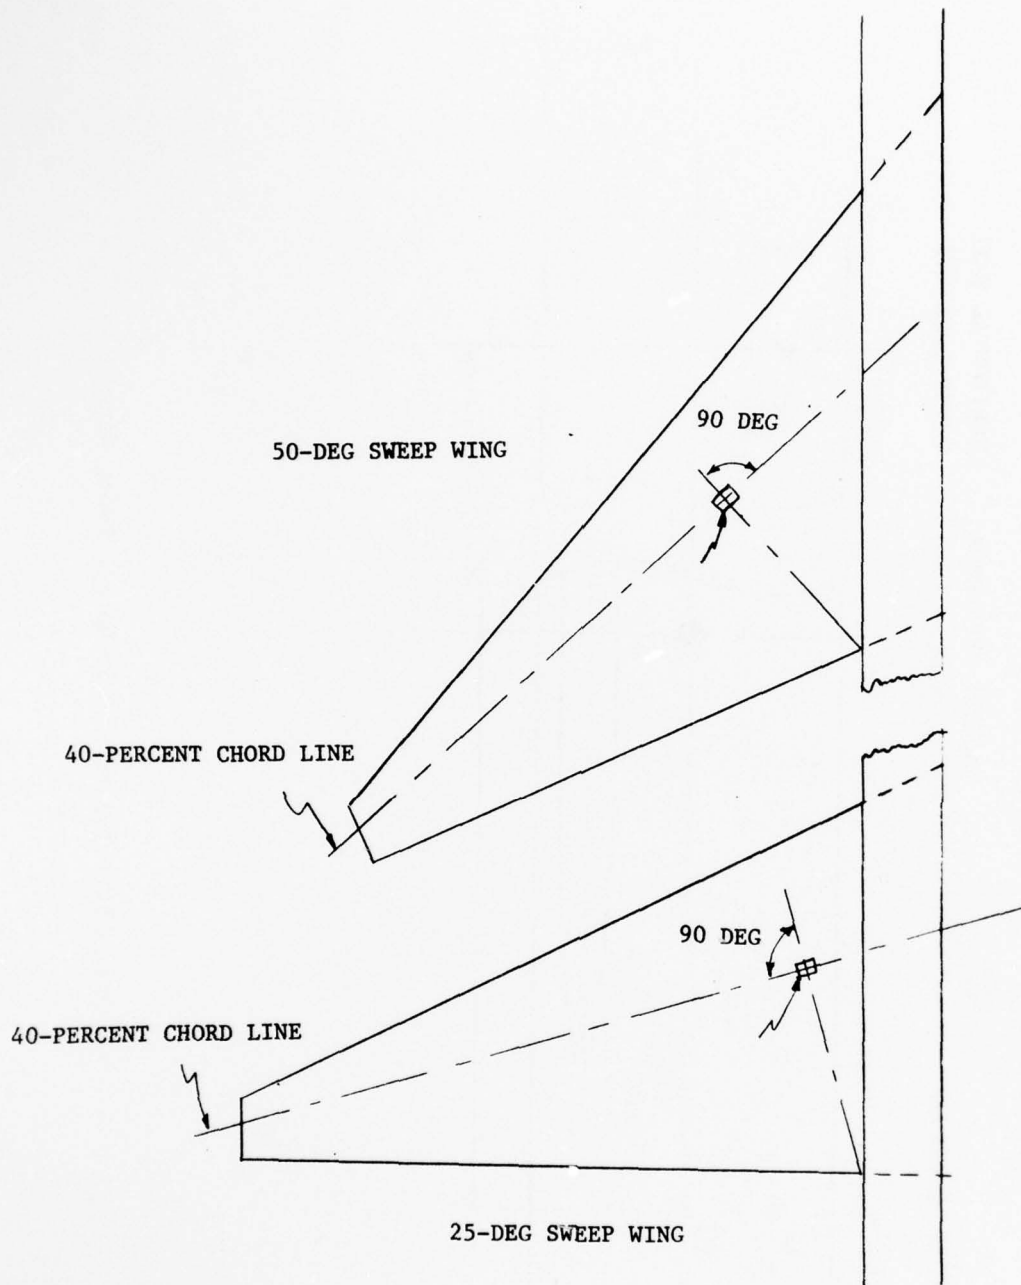 90 DEG
50-DEG SWEEP WING
40-PERCENT CHORD LINE
90 DEG
40-PERCENT CHORD LINE
25-DEG SWEEP WING